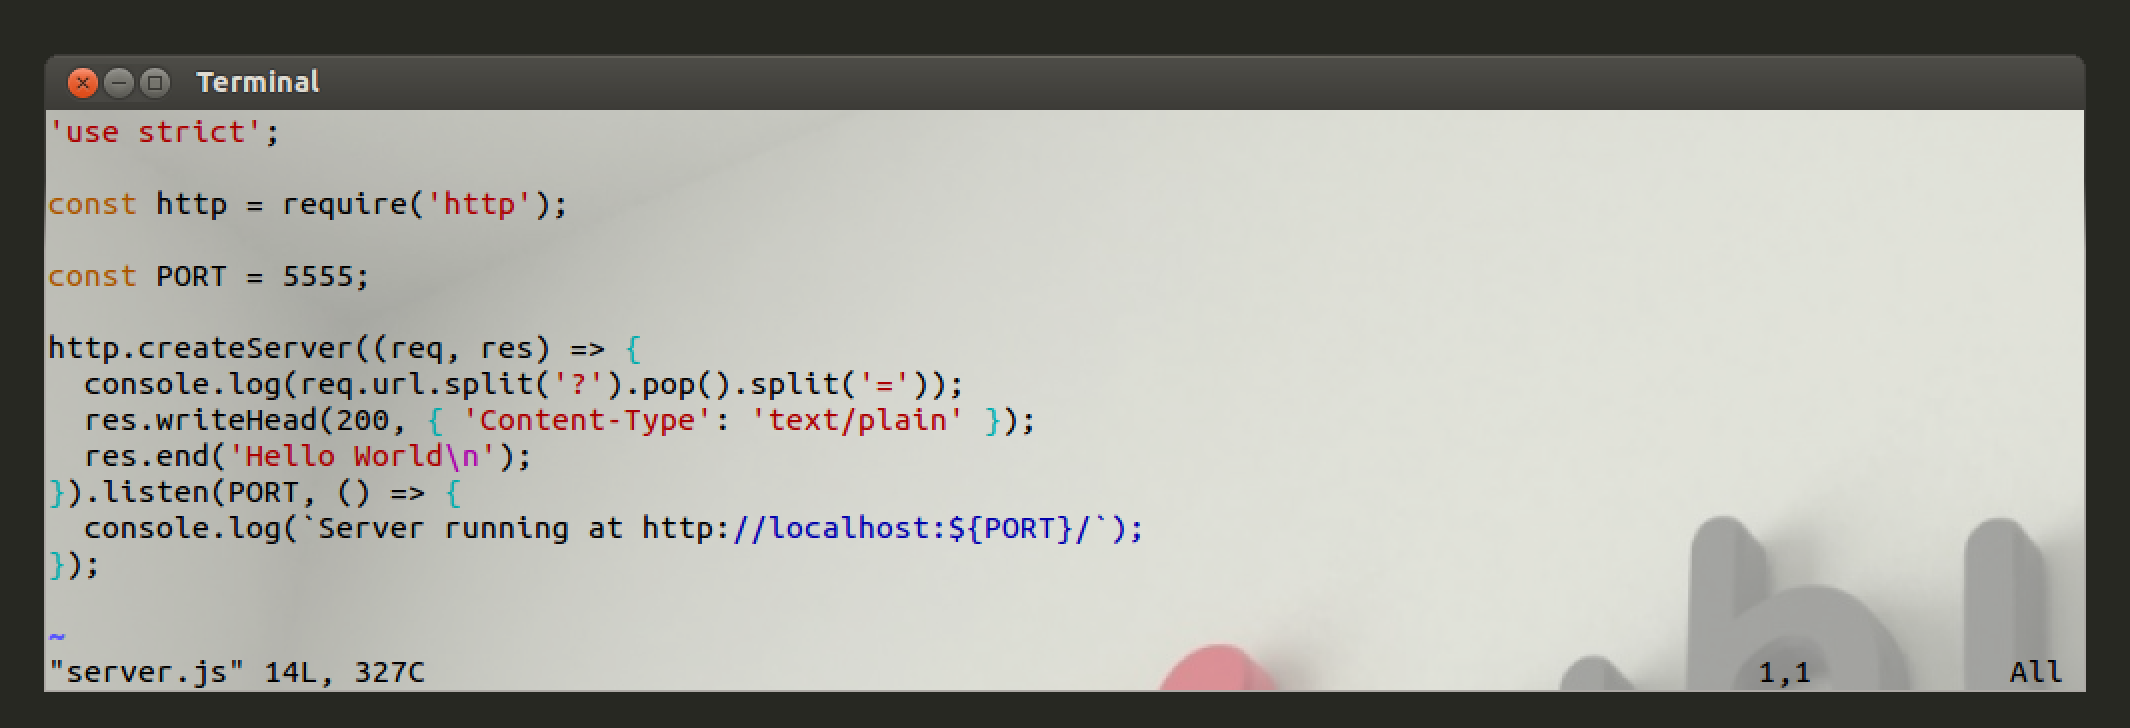 Terminal
'use strict';
const http = require('http');
const PORT = 5555;
http.createServer((req, res) => {
  console.log(req.url.split('?').pop().split('='));
  res.writeHead(200, { 'Content-Type': 'text/plain' });
  res.end('Hello World\n');
}).listen(PORT, () => {
  console.log(`Server running at http://localhost:${PORT}/`);
});
~
"server.js" 14L, 327C 1,1 All